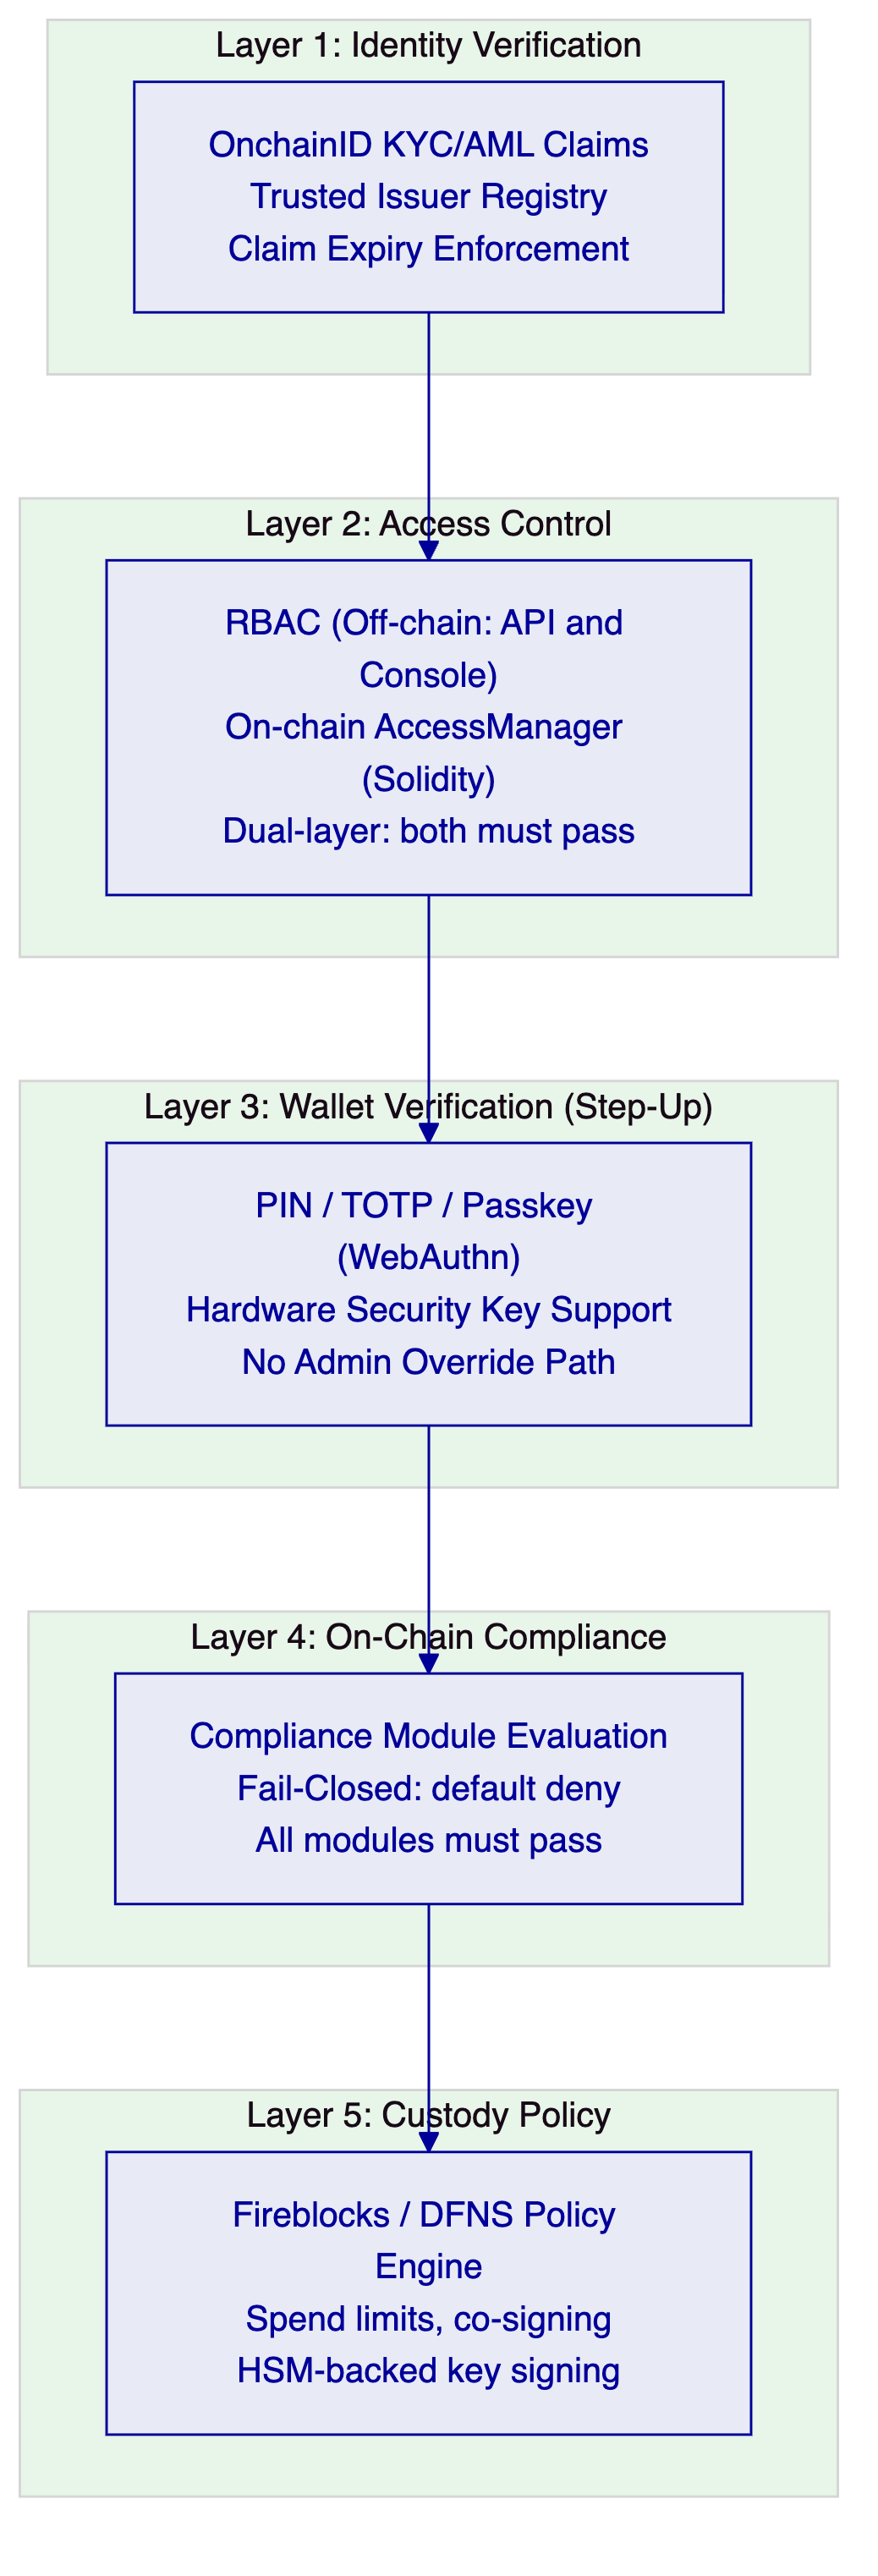 Layer 1: Identity Verification
OnchainID KYC/AML Claims
Trusted Issuer Registry
Claim Expiry Enforcement
Layer 2: Access Control
RBAC (Off-chain: API and
Console)
On-chain AccessManager
(Solidity)
Dual-layer: both must pass
Layer 3: Wallet Verification (Step-Up)
PIN / TOTP / Passkey
(WebAuthn)
Hardware Security Key Support
No Admin Override Path
Layer 4: On-Chain Compliance
Compliance Module Evaluation
Fail-Closed: default deny
All modules must pass
Layer 5: Custody Policy
Fireblocks / DFNS Policy
Engine
Spend limits, co-signing
HSM-backed key signing